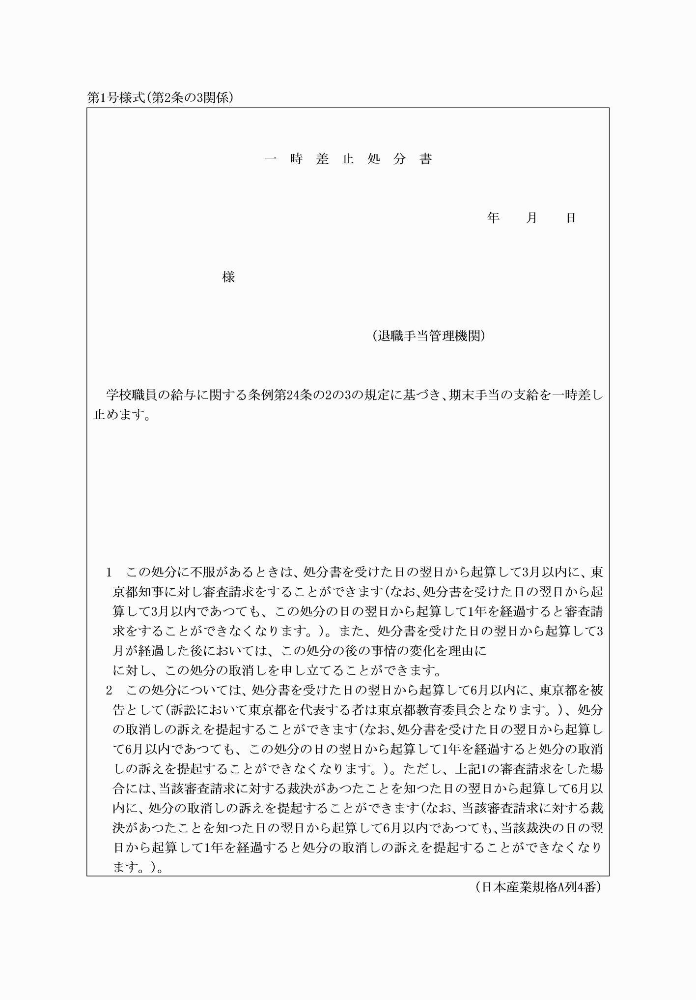 第1号様式(第2条の3関係)
一　時　差　止　処　分　書
年　　月　　日
様
(退職手当管理機関)
学校職員の給与に関する条例第24条の2の3の規定に基づき、期末手当の支給を一時差し
止めます。
1　この処分に不服があるときは、処分書を受けた日の翌日から起算して3月以内に、東
京都知事に対し審査請求をすることができます(なお、処分書を受けた日の翌日から起
算して3月以内であつても、この処分の日の翌日から起算して1年を経過すると審査請
求をすることができなくなります。)。また、処分書を受けた日の翌日から起算して3
月が経過した後においては、この処分の後の事情の変化を理由に
に対し、この処分の取消しを申し立てることができます。
2　この処分については、処分書を受けた日の翌日から起算して6月以内に、東京都を被
告として(訴訟において東京都を代表する者は東京都教育委員会となります。)、処分
の取消しの訴えを提起することができます(なお、処分書を受けた日の翌日から起算し
て6月以内であつても、この処分の日の翌日から起算して1年を経過すると処分の取消
しの訴えを提起することができなくなります。)。ただし、上記1の審査請求をした場
合には、当該審査請求に対する裁決があつたことを知つた日の翌日から起算して6月以
内に、処分の取消しの訴えを提起することができます(なお、当該審査請求に対する裁
決があつたことを知つた日の翌日から起算して6月以内であつても、当該裁決の日の翌
日から起算して1年を経過すると処分の取消しの訴えを提起することができなくなり
ます。)。
(日本産業規格A列4番)